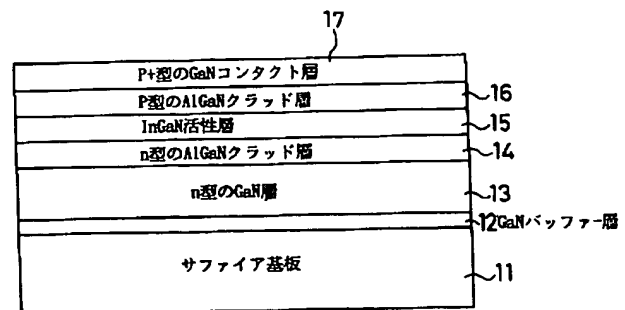 17
P+型のGaNコンタクト層
P型のAlGaNクラッド層 16
InGaN活性層 15
n型のAlGaNクラッド層 14
n型のGaN層 13
12 GaNバッファー層
サファイア基板 11